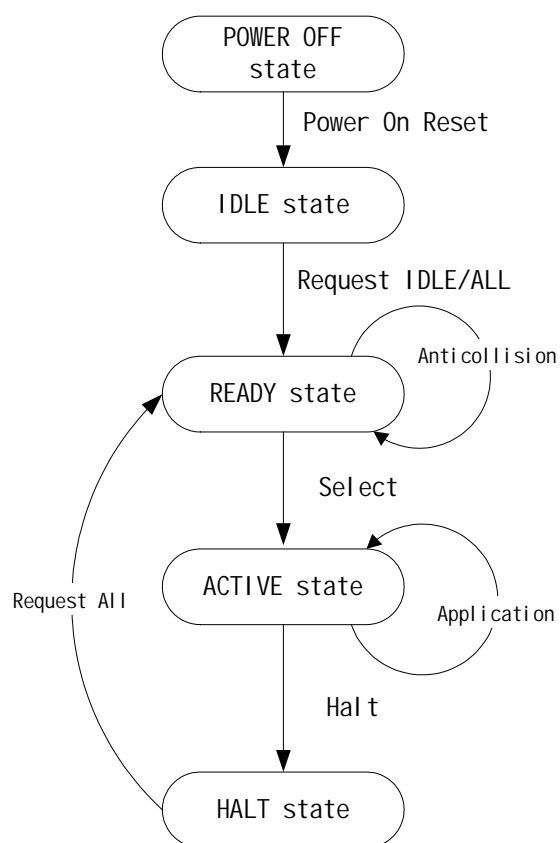 POWER OFF
state
Power On Reset
IDLE state
Request IDLE/ALL
Anticollision
READY state
Select
ACTIVE state
Request All
Application
Halt
HALT state